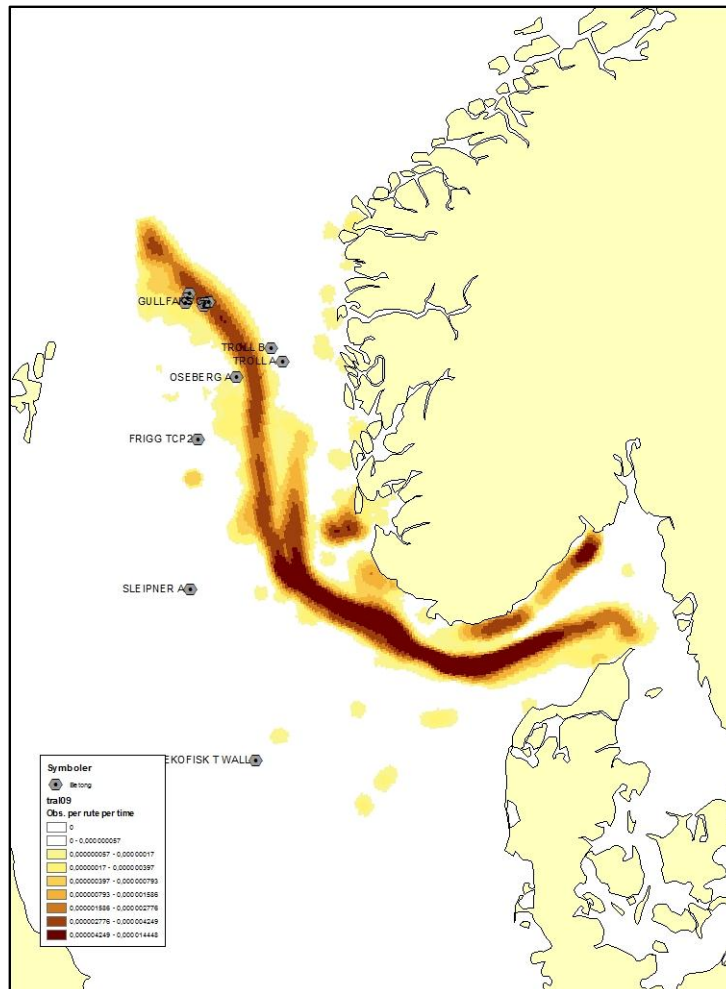 GULLFAKS C
TROLL B
TROLL A
OSEBERG A
FRIGG TCP2
SLEIPNER A
EKOFISK T WALL
Symboler
Betong
tral09
Obs. per rute per time
0
0 - 0,000000057
0,000000057 - 0,00000017
0,00000017 - 0,000000397
0,000000397 - 0,000000793
0,000000793 - 0,000001586
0,000001586 - 0,000002776
0,000002776 - 0,000004249
0,000004249 - 0,000014448